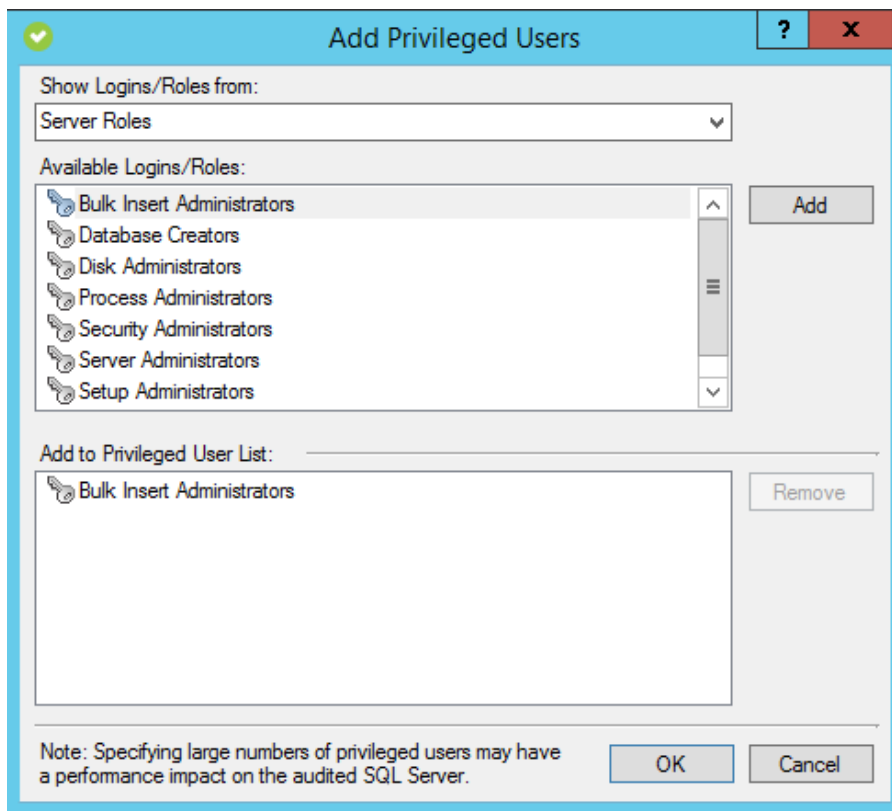 Add Privileged Users
?
x
Show Logins/Roles from:
Server Roles
Available Logins/Roles:
Bulk Insert Administrators
Add
Database Creators
Disk Administrators
Process Administrators
Security Administrators
Server Administrators
Setup Administrators
Add to Privileged User List:
Bulk Insert Administrators
Remove
Note: Specifying large numbers of privileged users may have
a performance impact on the audited SQL Server.
OK
Cancel